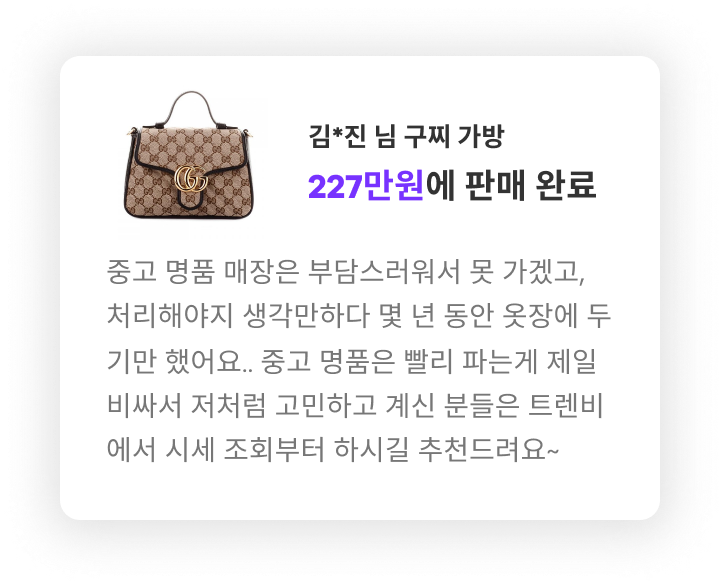 김*진 님 구찌 가방
227만원에 판매 완료
중고 명품 매장은 부담스러워서 못 가겠고,
처리해야지 생각만하다 몇 년 동안 옷장에 두
기만 했어요.. 중고 명품은 빨리 파는게 제일
비싸서 저처럼 고민하고 계신 분들은 트렌비
에서 시세 조회부터 하시길 추천드려요~